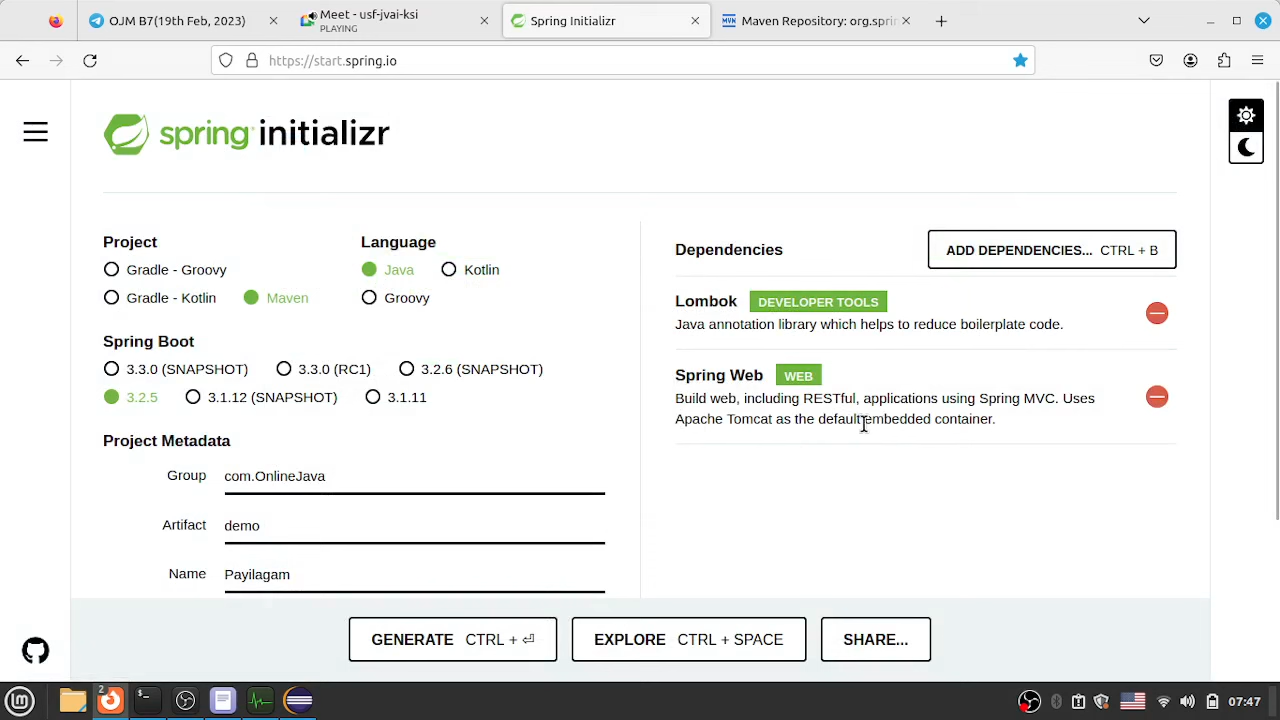 OJM B7(19th Feb, 2023)
Meet - usf-jvai-ksi
PLAYING
Spring Initializr
MVN
Maven Repository: org.sprin
https://start.spring.io
spring initializr
Project
Gradle - Groovy
Gradle - Kotlin
Maven
Language
Java
Kotlin
Groovy
Spring Boot
3.3.0 (SNAPSHOT)
3.3.0 (RC1)
3.2.6 (SNAPSHOT)
3.2.5
3.1.12 (SNAPSHOT)
3.1.11
Project Metadata
Group com.OnlineJava
Artifact demo
Name Payilagam
Dependencies
ADD DEPENDENCIES... CTRL + B
Lombok DEVELOPER TOOLS
Java annotation library which helps to reduce boilerplate code.
Spring Web WEB
Build web, including RESTful, applications using Spring MVC. Uses
Apache Tomcat as the default embedded container.
GENERATE CTRL + ⏎
EXPLORE CTRL + SPACE
SHARE...
2
07:47